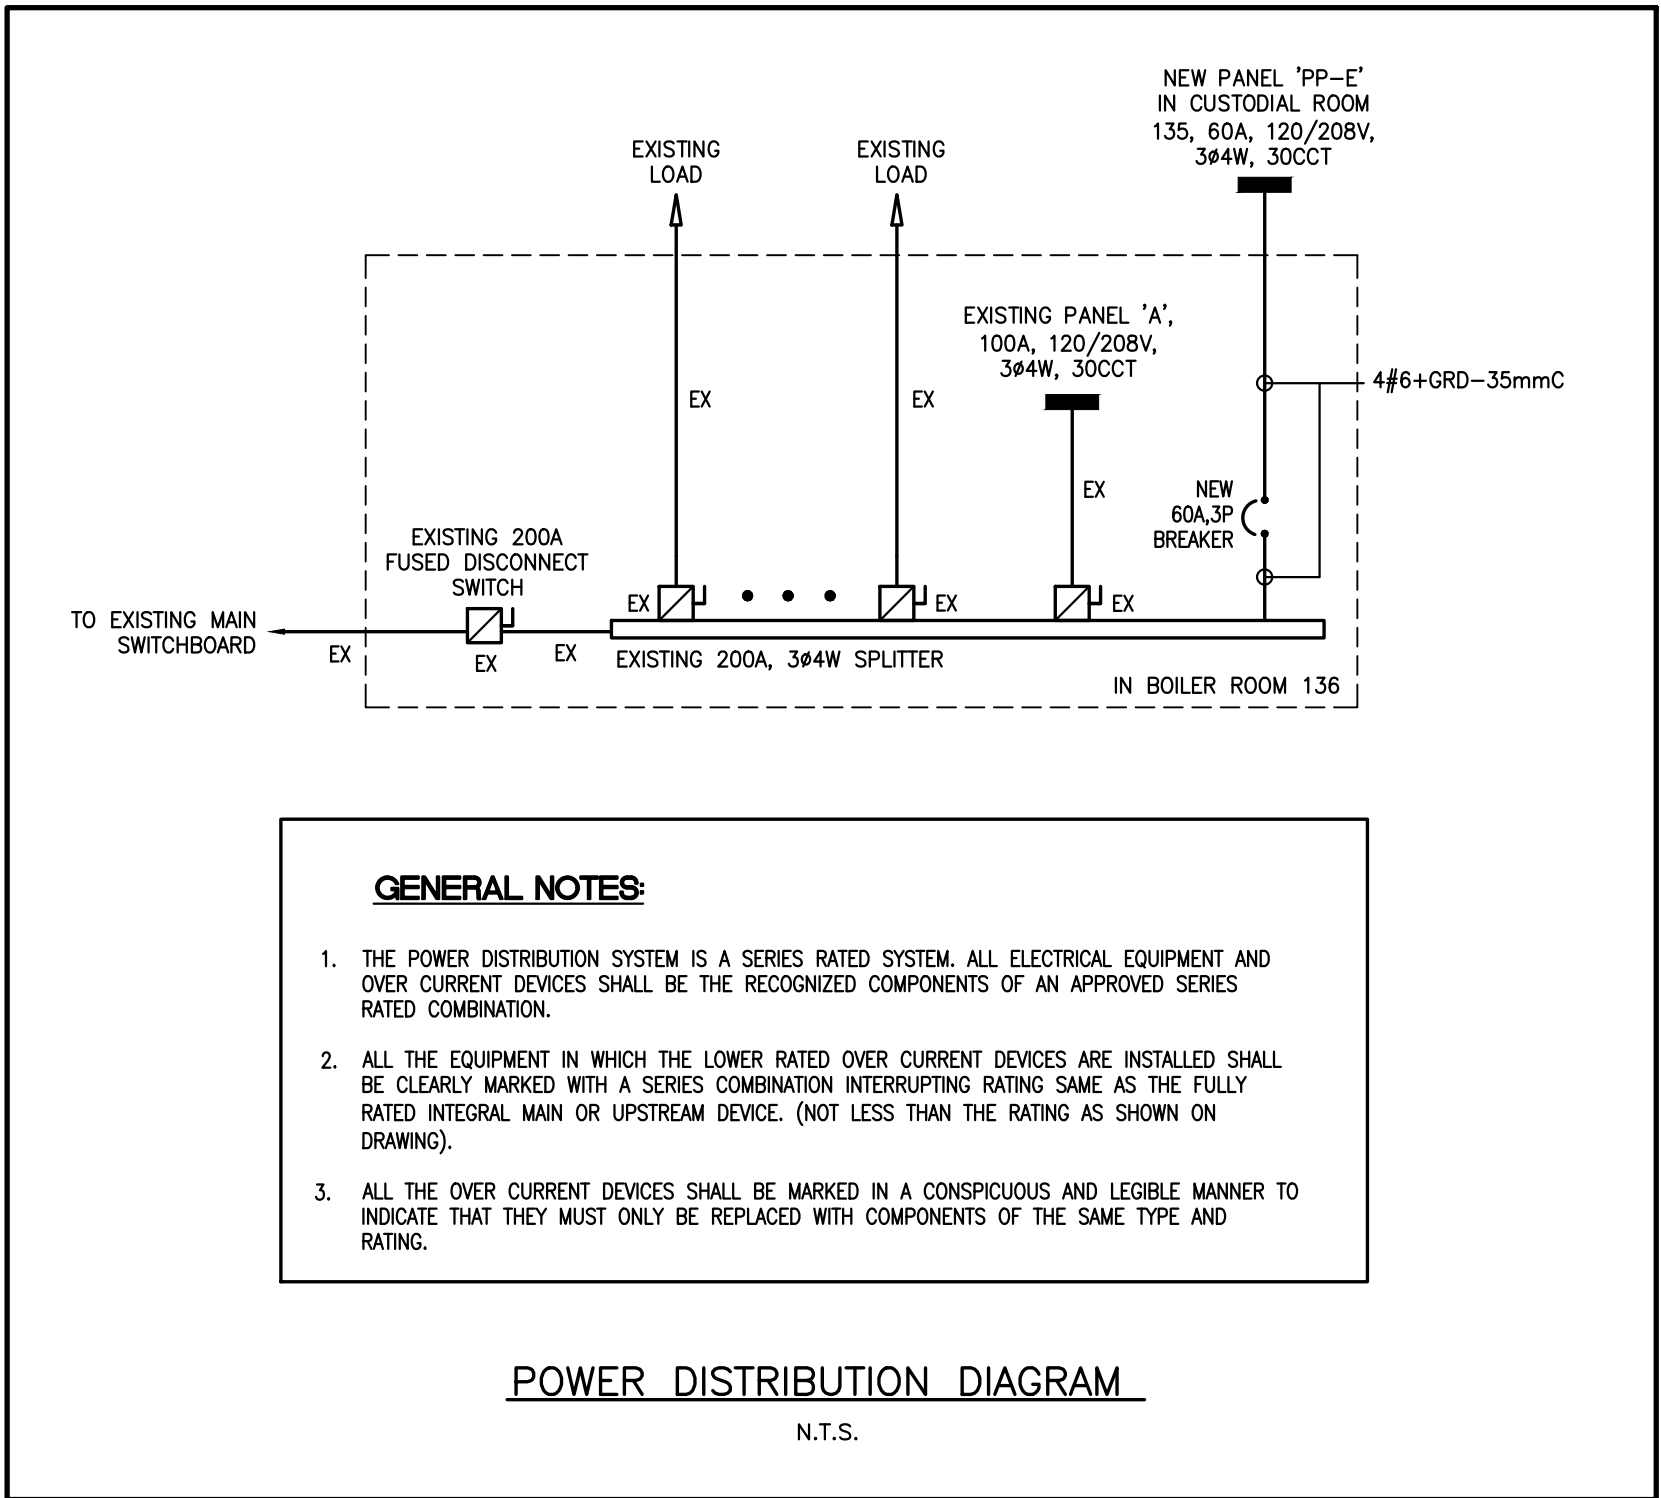 NEW PANEL 'PP-E'
IN CUSTODIAL ROOM
135, 60A, 120/208V,
3ø4W, 30CCT
EXISTING
LOAD
EXISTING
LOAD
EXISTING PANEL 'A',
100A, 120/208V,
3ø4W, 30CCT
4#6+GRD-35mmC
EX
EX
EX
NEW
60A,3P
BREAKER
EXISTING 200A
FUSED DISCONNECT
SWITCH
EX
EX
EX
TO EXISTING MAIN
SWITCHBOARD
EX
EX
EX
EXISTING 200A, 3ø4W SPLITTER
IN BOILER ROOM 136
GENERAL NOTES:
1. THE POWER DISTRIBUTION SYSTEM IS A SERIES RATED SYSTEM. ALL ELECTRICAL EQUIPMENT AND
OVER CURRENT DEVICES SHALL BE THE RECOGNIZED COMPONENTS OF AN APPROVED SERIES
RATED COMBINATION.
2. ALL THE EQUIPMENT IN WHICH THE LOWER RATED OVER CURRENT DEVICES ARE INSTALLED SHALL
BE CLEARLY MARKED WITH A SERIES COMBINATION INTERRUPTING RATING SAME AS THE FULLY
RATED INTEGRAL MAIN OR UPSTREAM DEVICE. (NOT LESS THAN THE RATING AS SHOWN ON
DRAWING).
3. ALL THE OVER CURRENT DEVICES SHALL BE MARKED IN A CONSPICUOUS AND LEGIBLE MANNER TO
INDICATE THAT THEY MUST ONLY BE REPLACED WITH COMPONENTS OF THE SAME TYPE AND
RATING.
POWER DISTRIBUTION DIAGRAM
N.T.S.